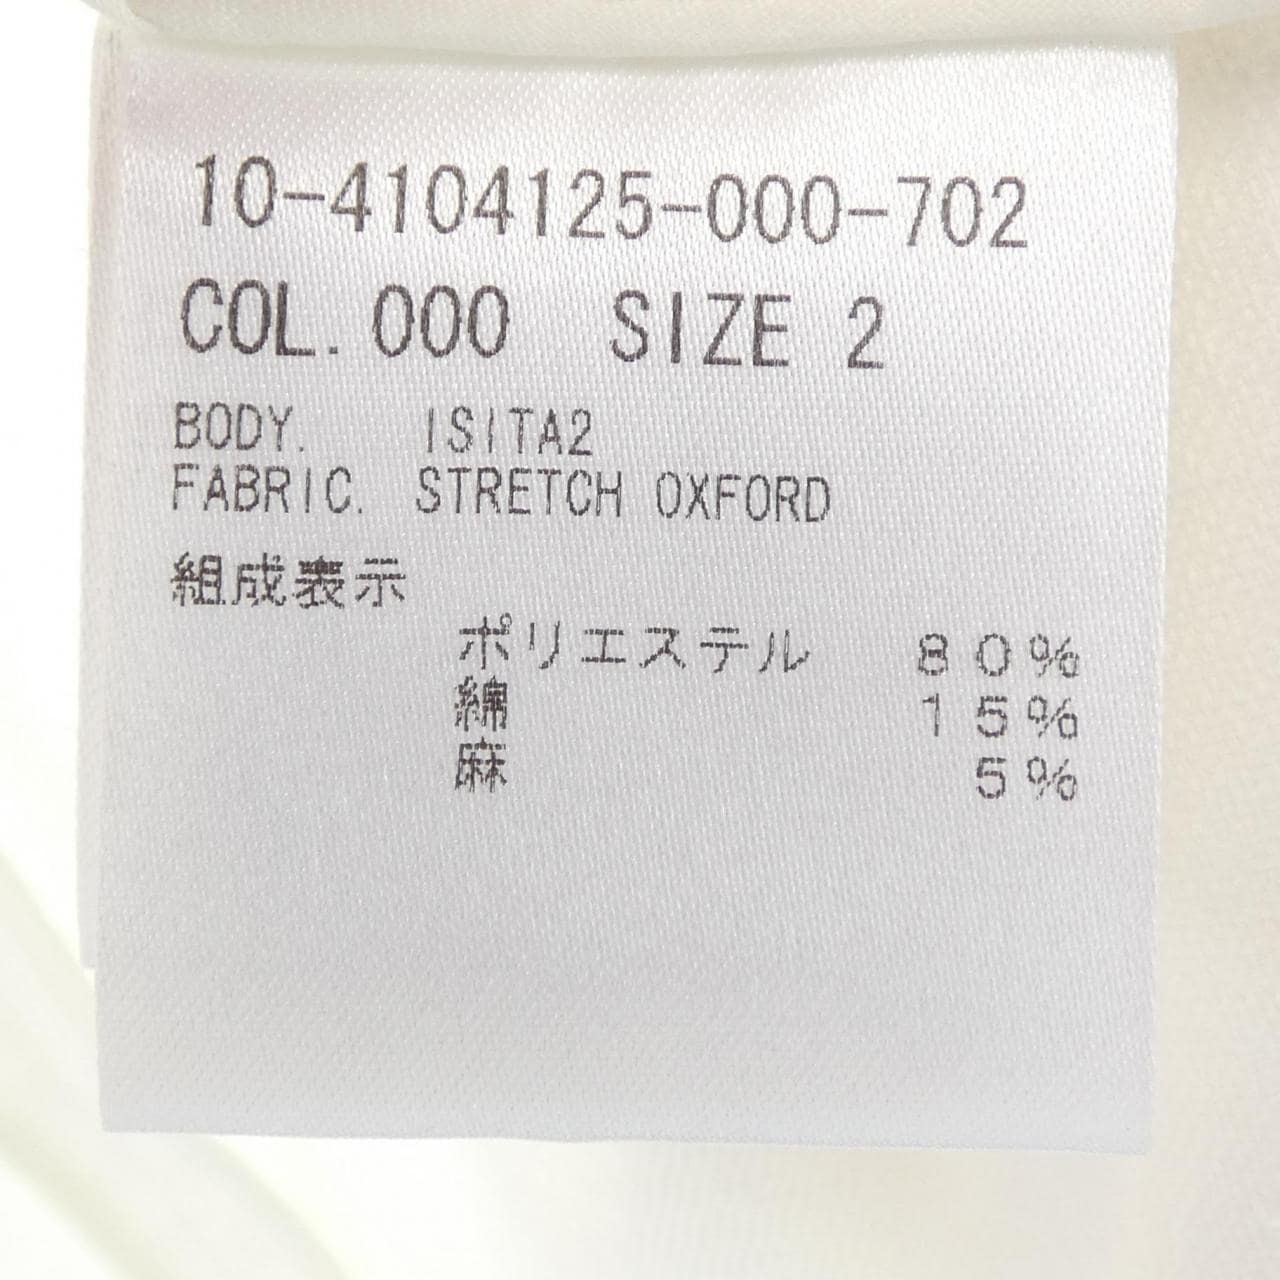 10-4104125-000-702
COL. 000 SIZE 2
BODY. ISITA2
FABRIC. STRETCH OXFORD
組成表示
ポリエステル 80%
綿 15%
麻 5%